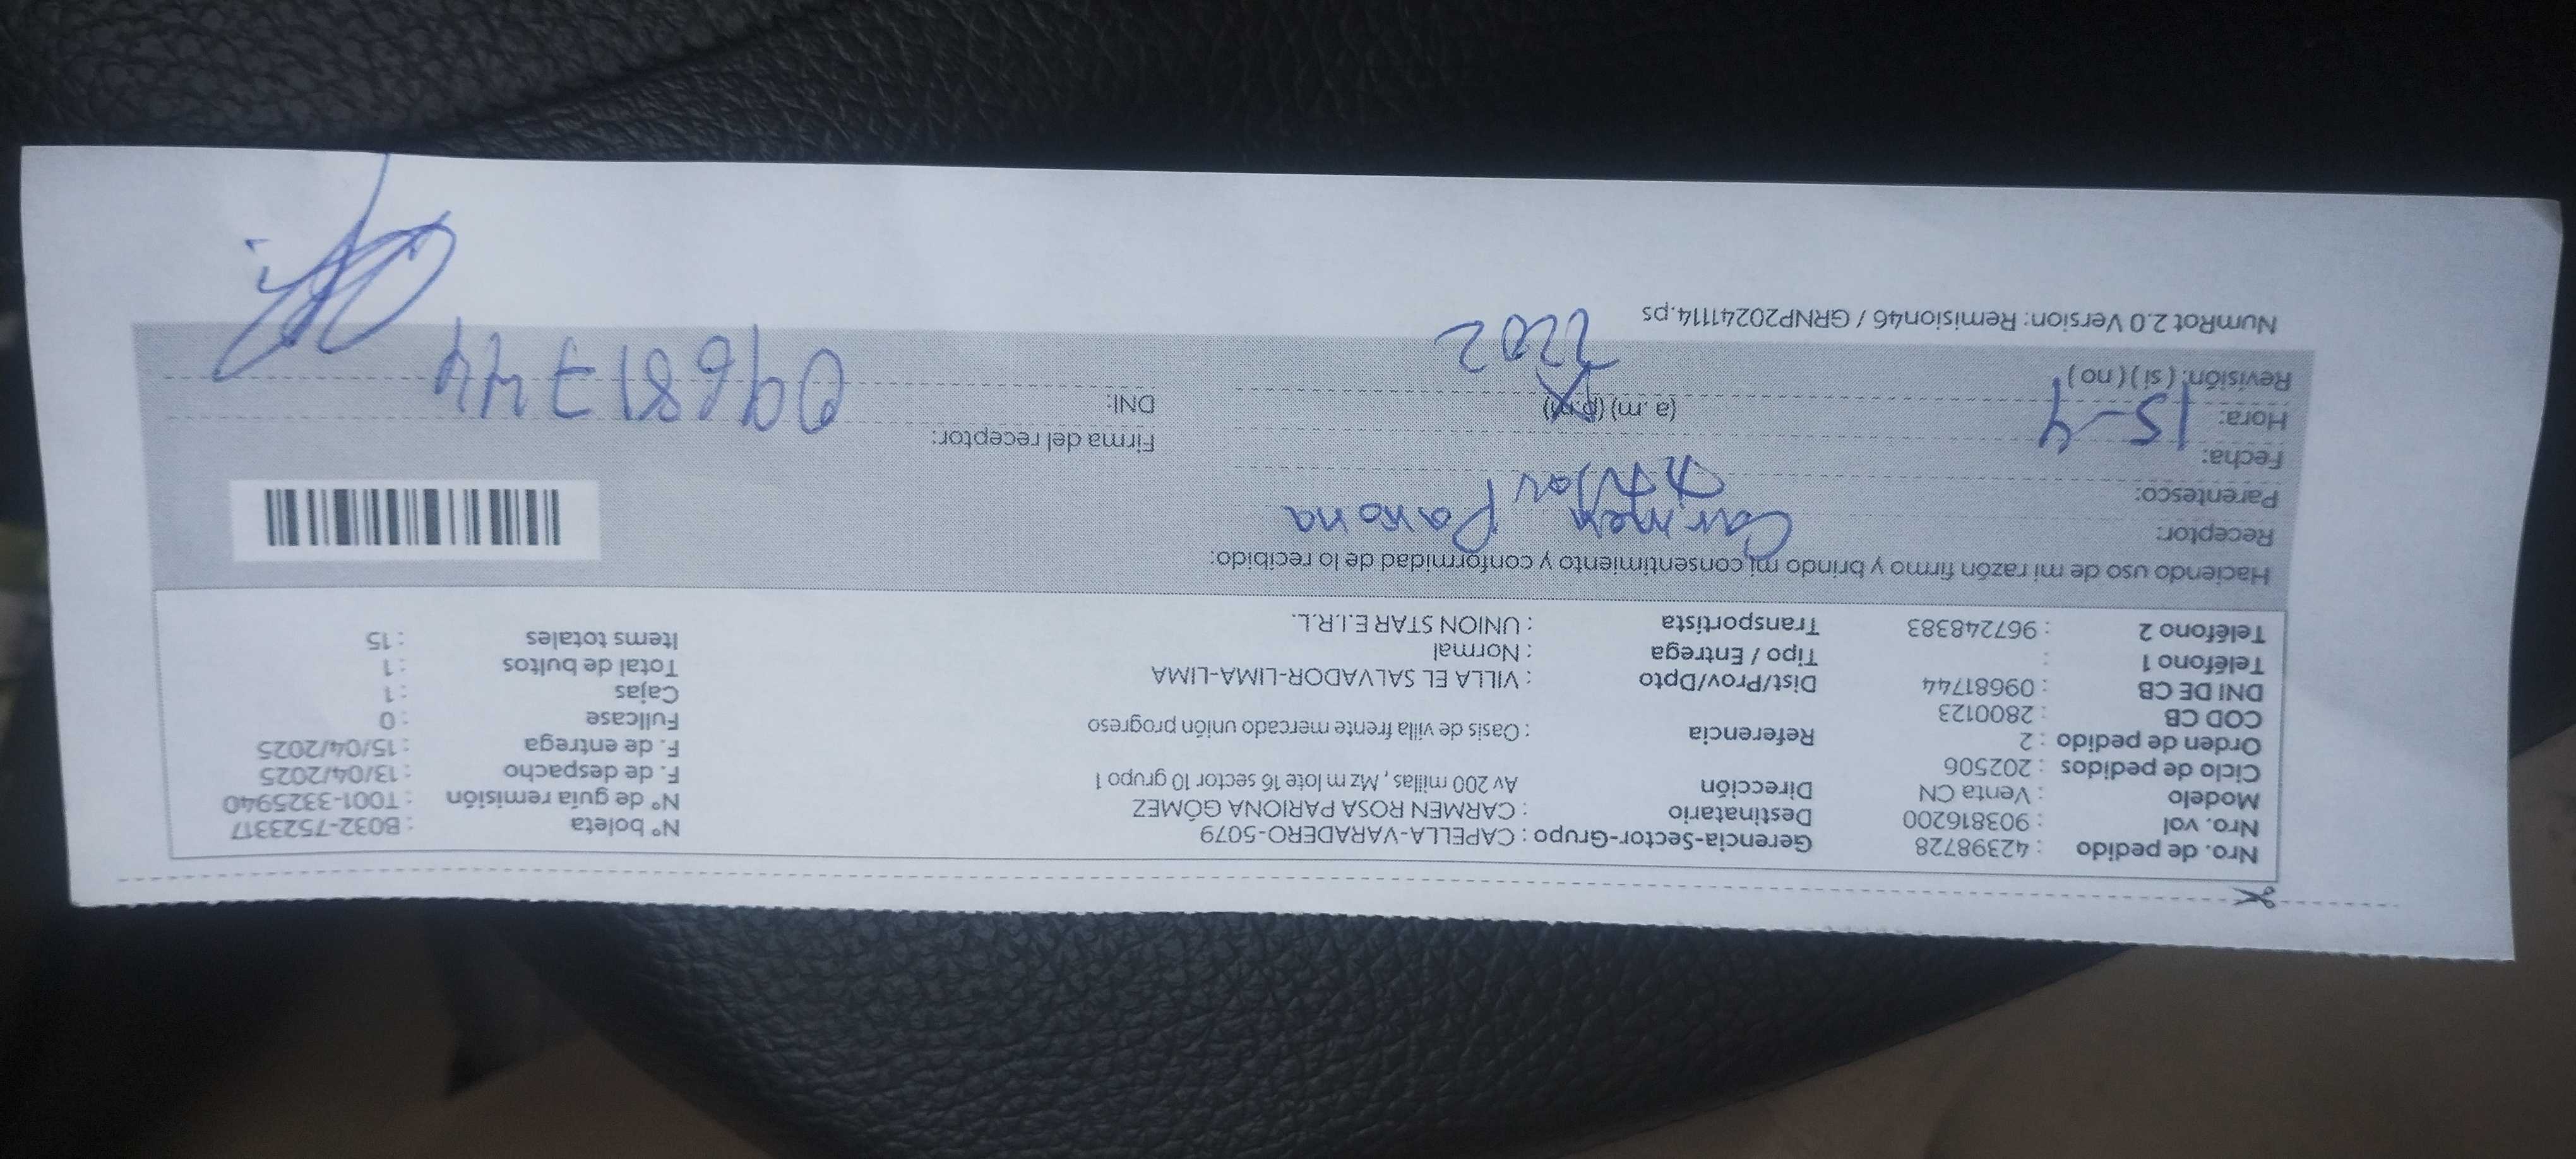 Nro. de pedido : 42398728 Gerencia-Sector-Grupo : CAPELLA-VARADERO-5079 N° boleta : B032-7523317
Nro. vol : 903816200 Destinatario : CARMEN ROSA PARIONA GÓMEZ N° de guía remisión : T001-3325940
Modelo : Venta CN Dirección Av 200 millas , Mz m lote 16 sector 10 grupo 1 F. de despacho : 13/04/2025
Ciclo de pedidos : 202506 F. de entrega : 15/04/2025
Orden de pedido : 2 Referencia : Oasis de villa frente mercado unión progreso Fullcase : 0
COD CB : 2800123 Cajas : 1
DNI DE CB : 09681744 Dist/Prov/Dpto : VILLA EL SALVADOR-LIMA-LIMA Total de bultos : 1
Teléfono 1 : Tipo / Entrega : Normal Items totales : 15
Teléfono 2 : 967248383 Transportista : UNION STAR E.I.R.L.
Haciendo uso de mi razón firmo y brindo mi consentimiento y conformidad de lo recibido:
Receptor: Carmen Pariona
Parentesco: titular
Fecha: 15-4
Firma del receptor:
Hora: (a .m) (p.m)
DNI: 09681744
Revisión: ( si ) ( no )
2202
NumRot 2.0 Version: Remision46 / GRNP20241114.ps